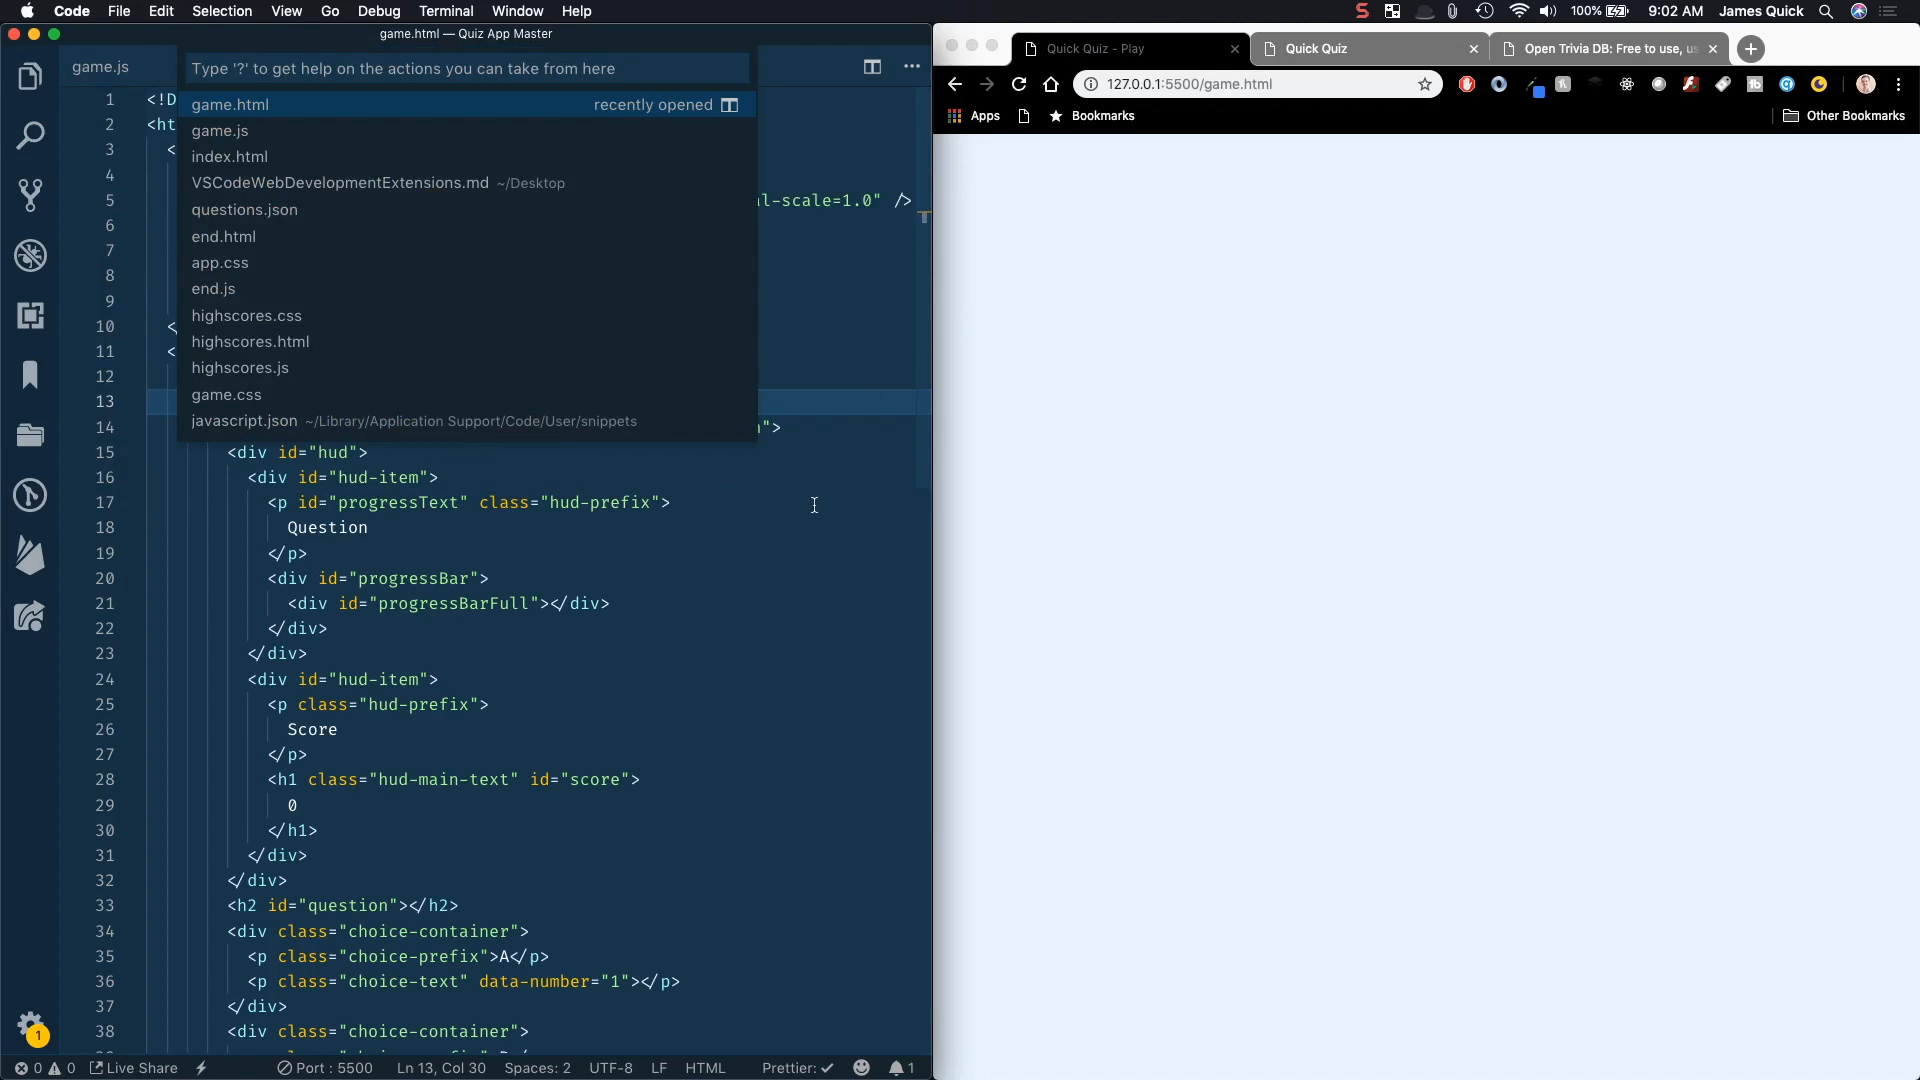 Code File Edit Selection View Go Debug Terminal Window Help
100% 9:02 AM James Quick
game.html — Quiz App Master
game.js
Type '?' to get help on the actions you can take from here
game.html recently opened
game.js
index.html
VSCodeWebDevelopmentExtensions.md ~/Desktop
questions.json
end.html
app.css
end.js
highscores.css
highscores.html
highscores.js
game.css
javascript.json ~/Library/Application Support/Code/User/snippets
1 <!D
2 <ht
3 <
4
5 al-scale=1.0" />
6
7
8
9
10 <
11 <
12
13
14 ">
15 <div id="hud">
16 <div id="hud-item">
17 <p id="progressText" class="hud-prefix">
18 Question
19 </p>
20 <div id="progressBar">
21 <div id="progressBarFull"></div>
22 </div>
23 </div>
24 <div id="hud-item">
25 <p class="hud-prefix">
26 Score
27 </p>
28 <h1 class="hud-main-text" id="score">
29 0
30 </h1>
31 </div>
32 </div>
33 <h2 id="question"></h2>
34 <div class="choice-container">
35 <p class="choice-prefix">A</p>
36 <p class="choice-text" data-number="1"></p>
37 </div>
38 <div class="choice-container">
1
0 0 Live Share Port : 5500 Ln 13, Col 30 Spaces: 2 UTF-8 LF HTML Prettier: ✓ 1
Quick Quiz - Play
Quick Quiz
Open Trivia DB: Free to use, us
127.0.0.1:5500/game.html
Apps Bookmarks Other Bookmarks